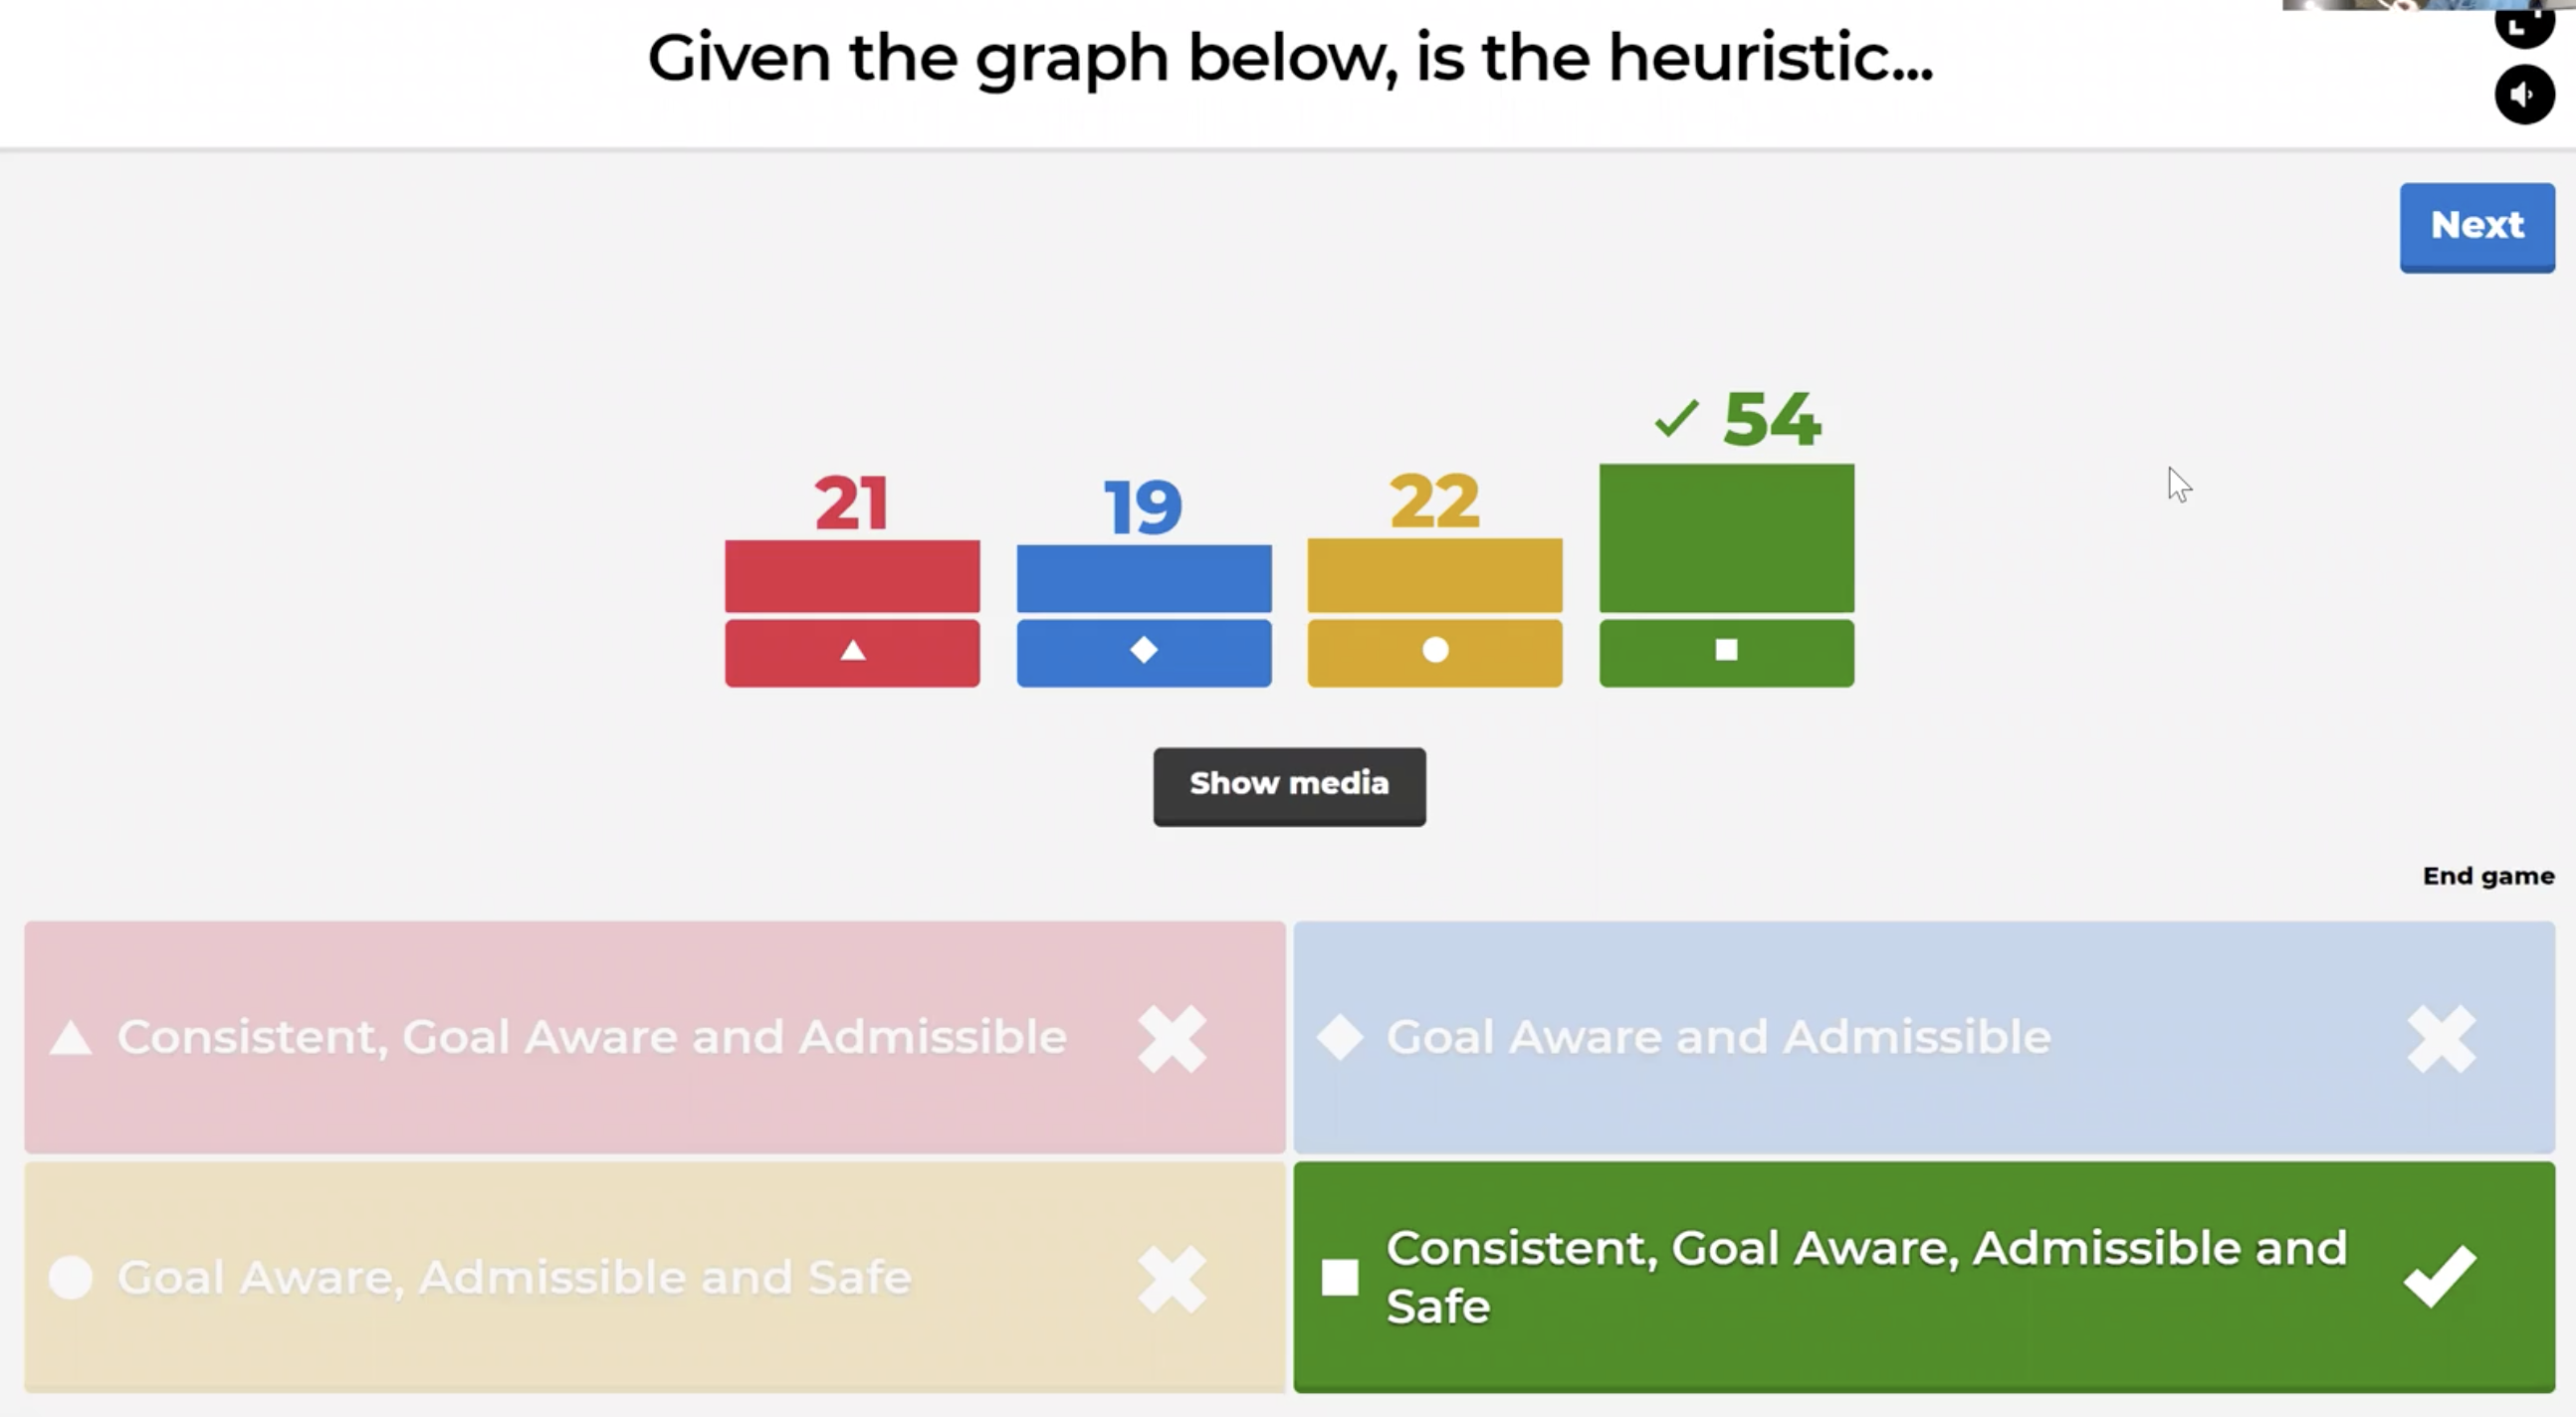 Given the graph below, is the heuristic...
Next
21
19
22
54
Show media
End game
Consistent, Goal Aware and Admissible
Goal Aware and Admissible
Goal Aware, Admissible and Safe
Consistent, Goal Aware, Admissible and
Safe